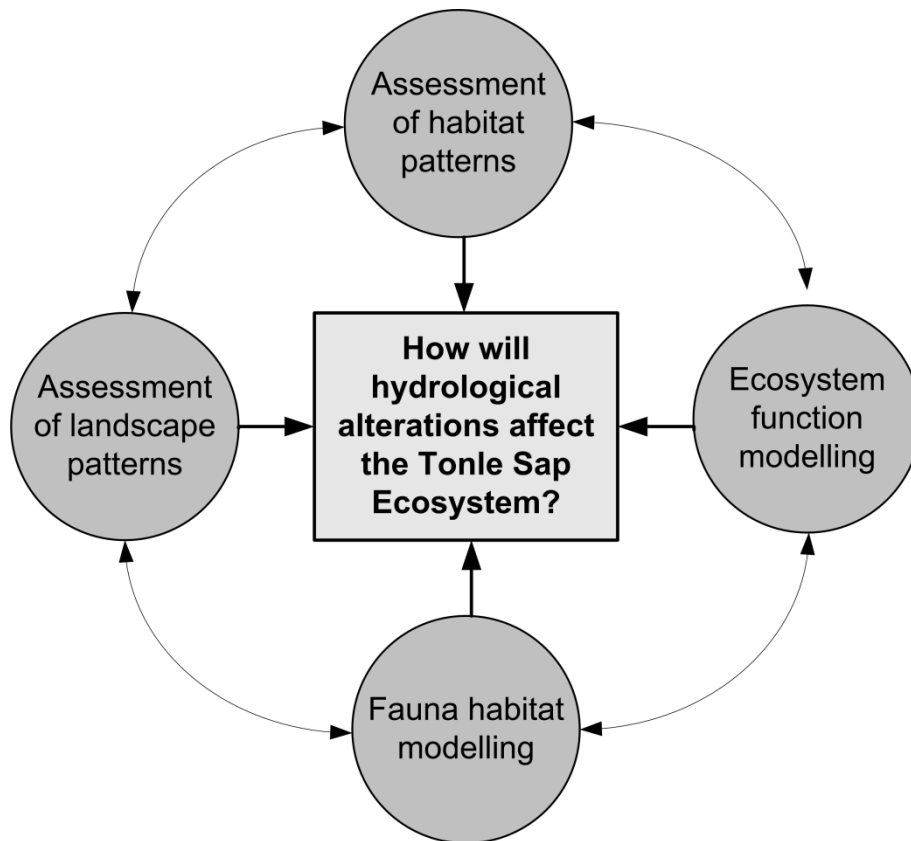 Assessment
of habitat
patterns
Assessment
of landscape
patterns
How will
hydrological
alterations affect
the Tonle Sap
Ecosystem?
Ecosystem
function
modelling
Fauna habitat
modelling